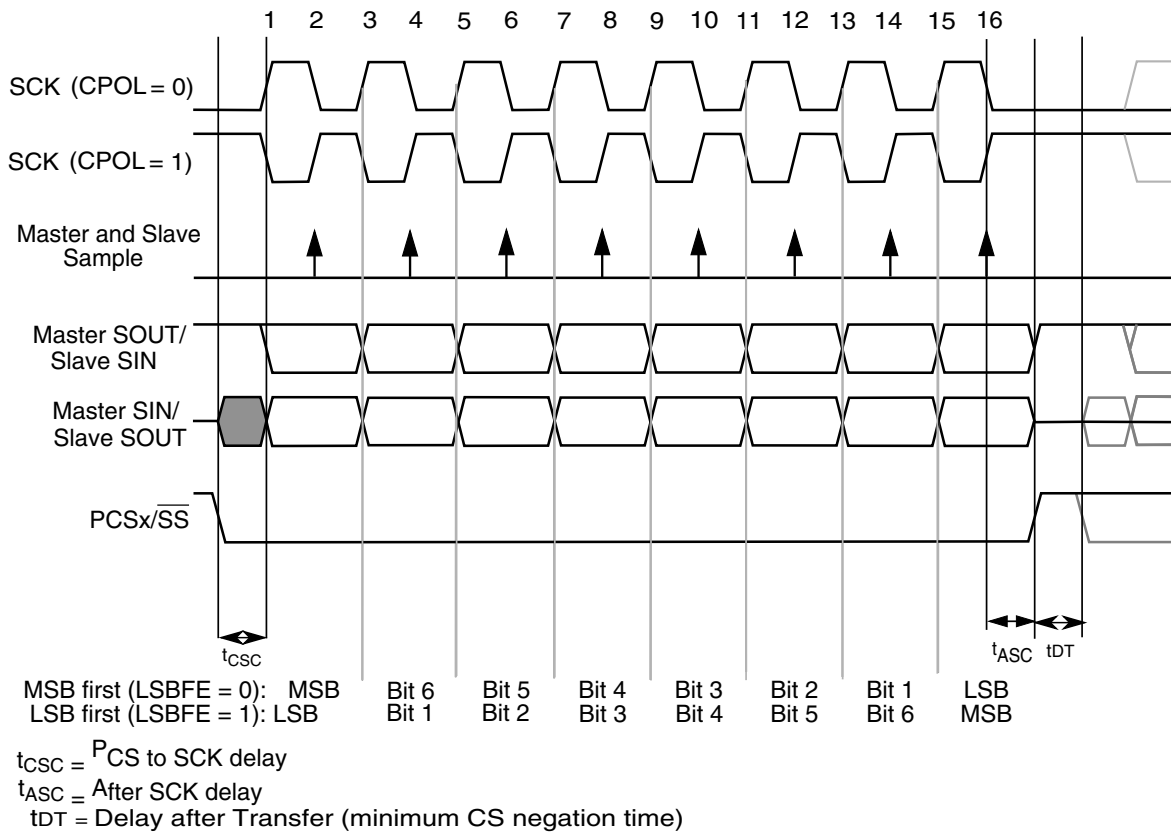 1 2 3 4 5 6 7 8 9 10 11 12 13 14 15 16
SCK (CPOL = 0)
SCK (CPOL = 1)
Master and Slave
Sample
Master SOUT/
Slave SIN
Master SIN/
Slave SOUT
PCSx/SS
tCSC
tASC
tDT
MSB first (LSBFE = 0): MSB Bit 6 Bit 5 Bit 4 Bit 3 Bit 2 Bit 1 LSB
LSB first (LSBFE = 1): LSB Bit 1 Bit 2 Bit 3 Bit 4 Bit 5 Bit 6 MSB
tCSC = PCS to SCK delay
tASC = After SCK delay
tDT = Delay after Transfer (minimum CS negation time)